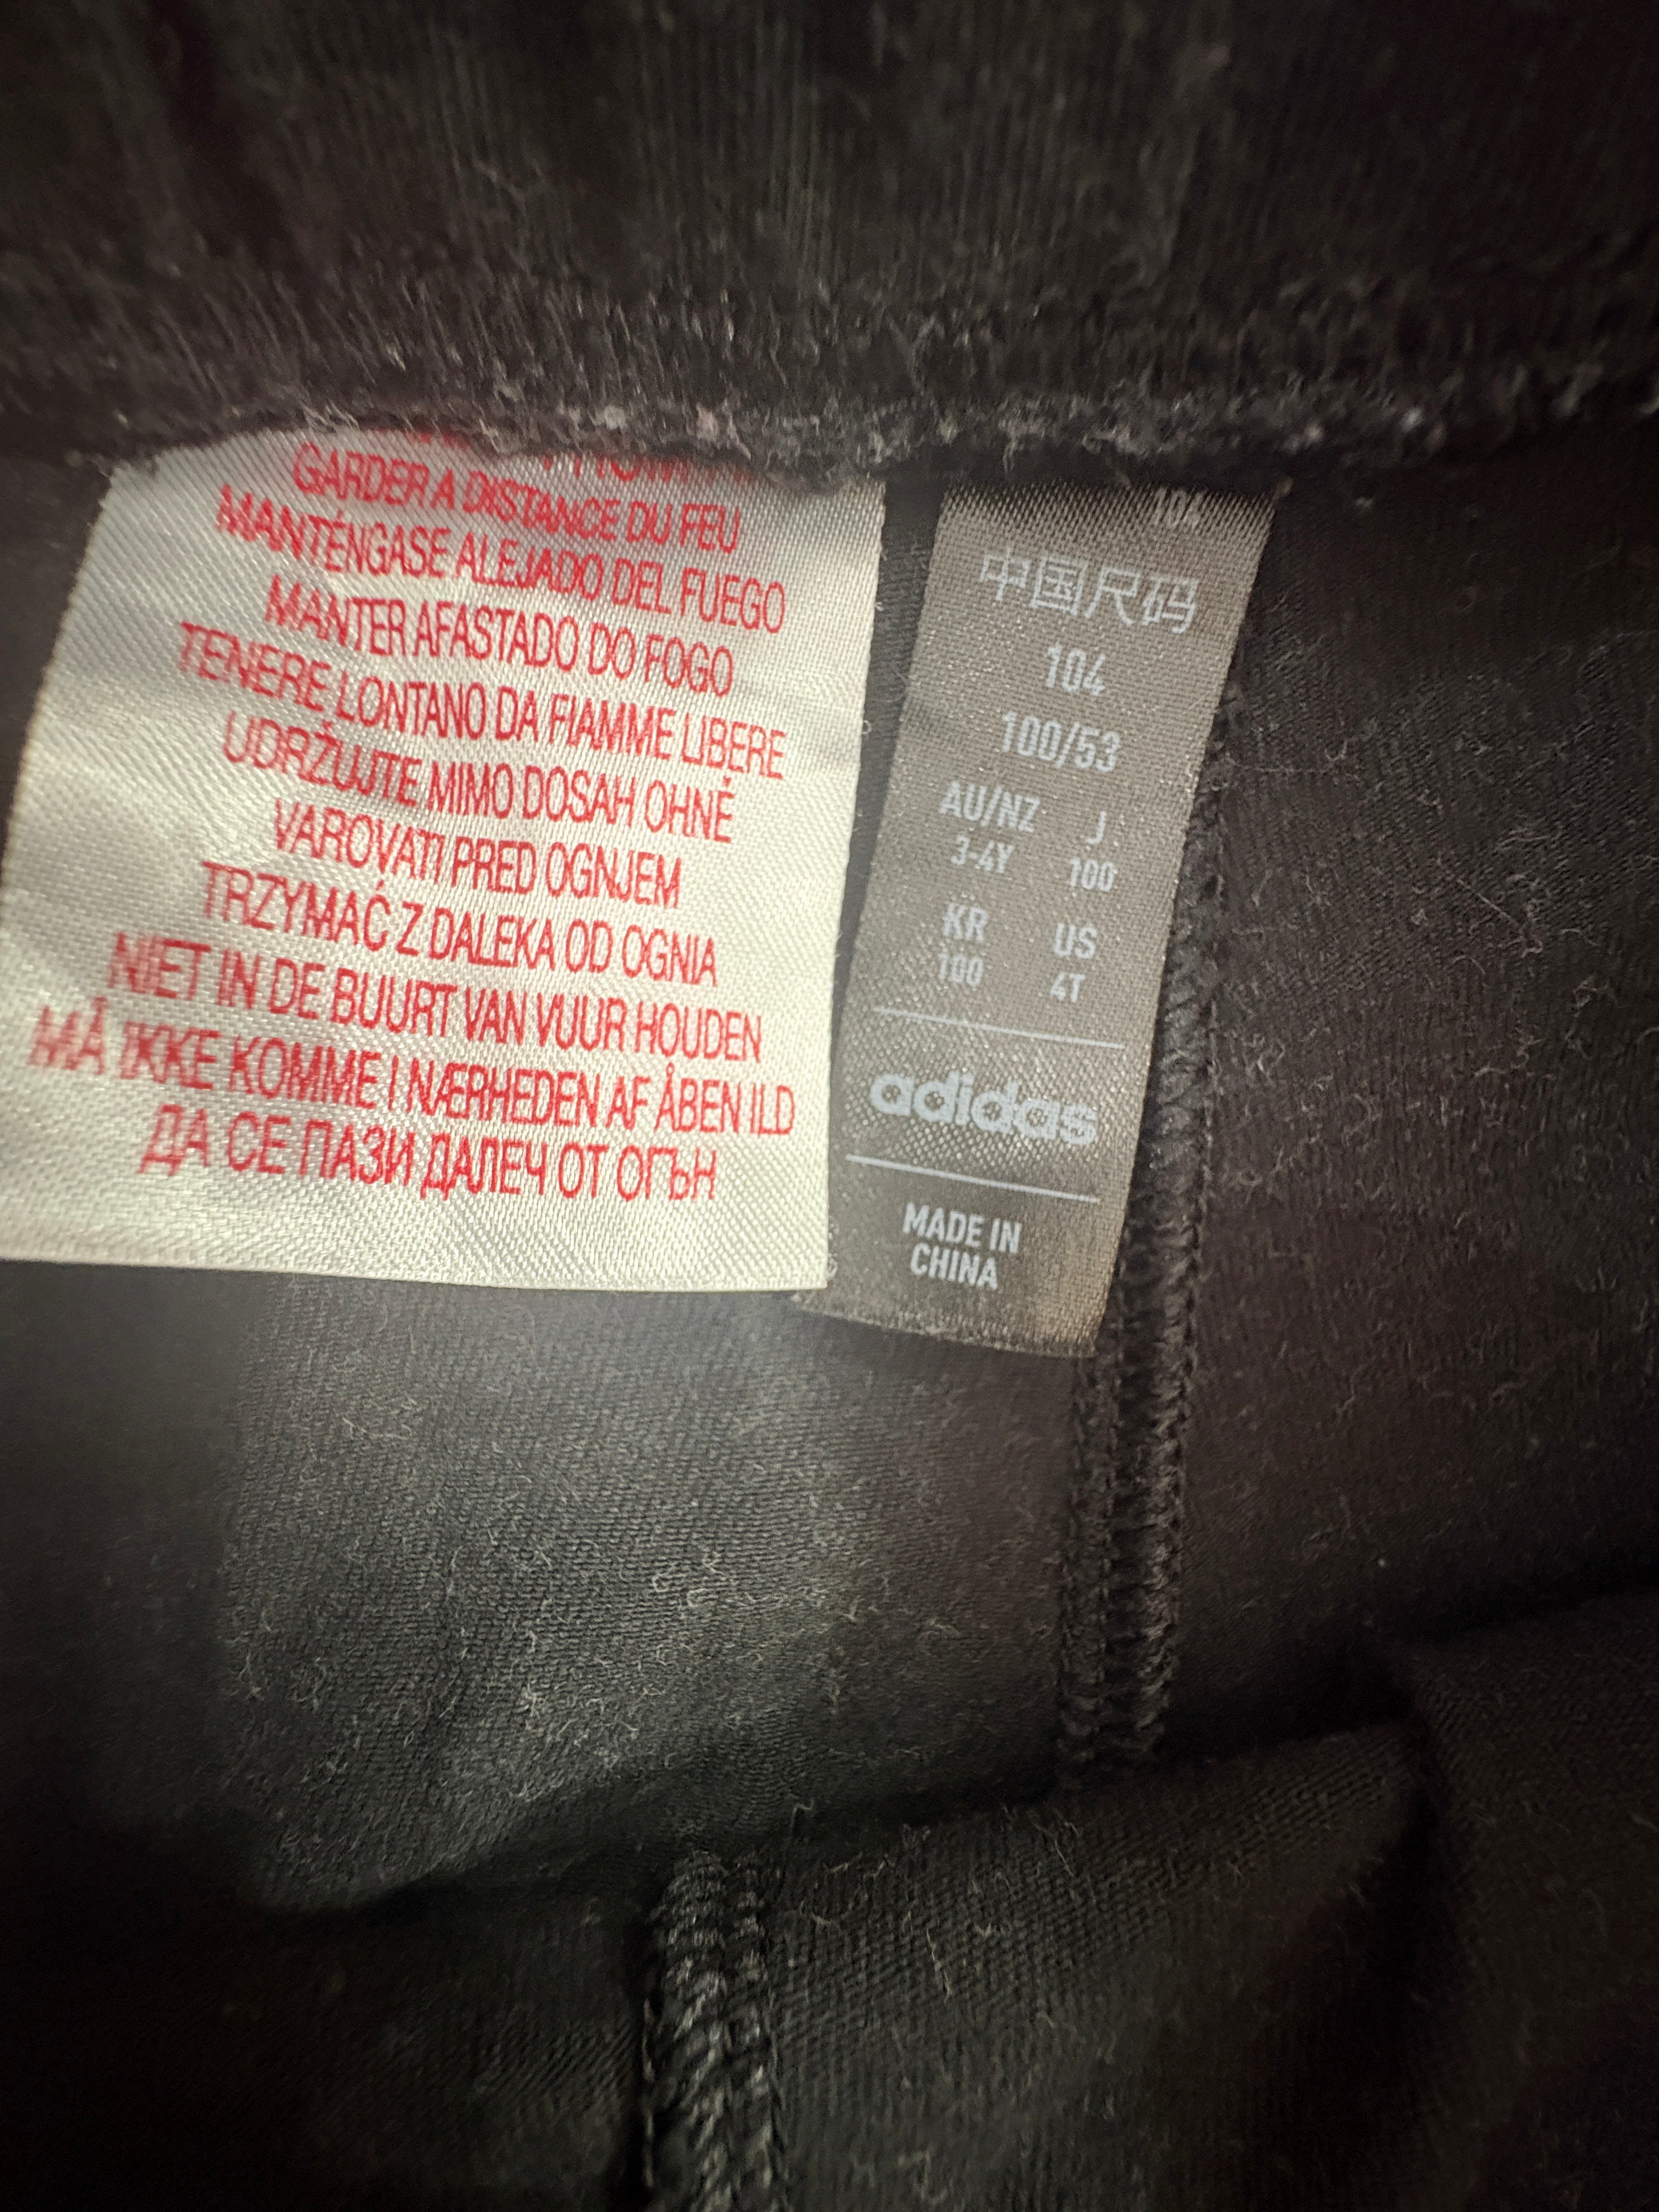 GARDER A DISTANCE DU FEU
MANTÉNGASE ALEJADO DEL FUEGO
MANTER AFASTADO DO FOGO
TENERE LONTANO DA FIAMME LIBERE
UDRŽUJTE MIMO DOSAH OHNĚ
VAROVATI PRED OGNJEM
TRZYMAĆ Z DALEKA OD OGNIA
NIET IN DE BUURT VAN VUUR HOUDEN
MÅ IKKE KOMME I NÆRHEDEN AF ÅBEN ILD
ДА СЕ ПАЗИ ДАЛЕЧ ОТ ОГЪН
104
中国尺码
104
100/53
AU/NZ J
3-4Y 100
KR US
100 4T
adidas
MADE IN
CHINA